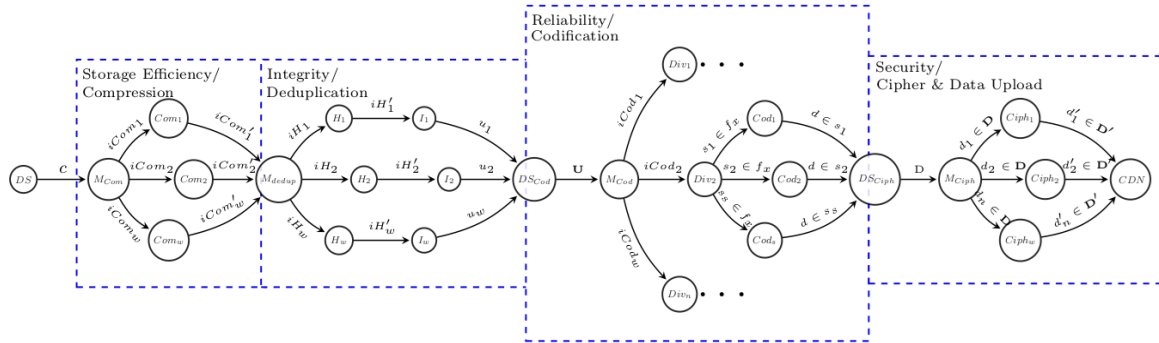 Reliability/
Codification
Storage Efficiency/
Compression
Integrity/
Deduplication
Security/
Cipher & Data Upload
DS
C
M_Com
iCom_1
iCom_2
iCom_w
Com_1
Com_2
Com_w
iCom'_1
iCom'_2
iCom'_w
M_dedup
iH_1
iH_2
iH_w
H_1
H_2
H_w
iH'_1
iH'_2
iH'_w
I_1
I_2
I_w
u_1
u_2
u_w
DS_Cod
U
M_Cod
iCod_1
iCod_2
iCod_w
Div_1
• • •
Div_2
Div_n
• • •
s_1 ∈ f_x
s_2 ∈ f_x
s_s ∈ f_x
Cod_1
Cod_2
Cod_s
d ∈ s_1
d ∈ s_2
d ∈ s_s
DS_Ciph
D
M_Ciph
d_1 ∈ D
d_2 ∈ D
Ciph_1
Ciph_2
Ciph_w
d'_1 ∈ D'
d'_2 ∈ D'
d'_n ∈ D'
CDN